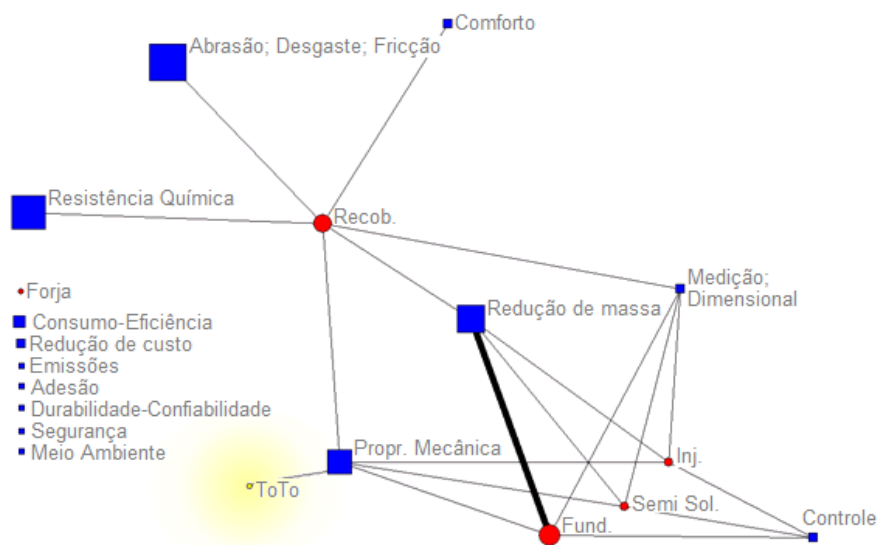 Comforto
Abrasão; Desgaste; Fricção
Resistência Química
Recob.
Medição;
Dimensional
Forja
Redução de massa
Consumo-Eficiência
Redução de custo
Emissões
Adesão
Durabilidade-Confiabilidade
Segurança
Meio Ambiente
Propr. Mecânica
Inj.
ToTo
Semi Sol.
Controle
Fund.